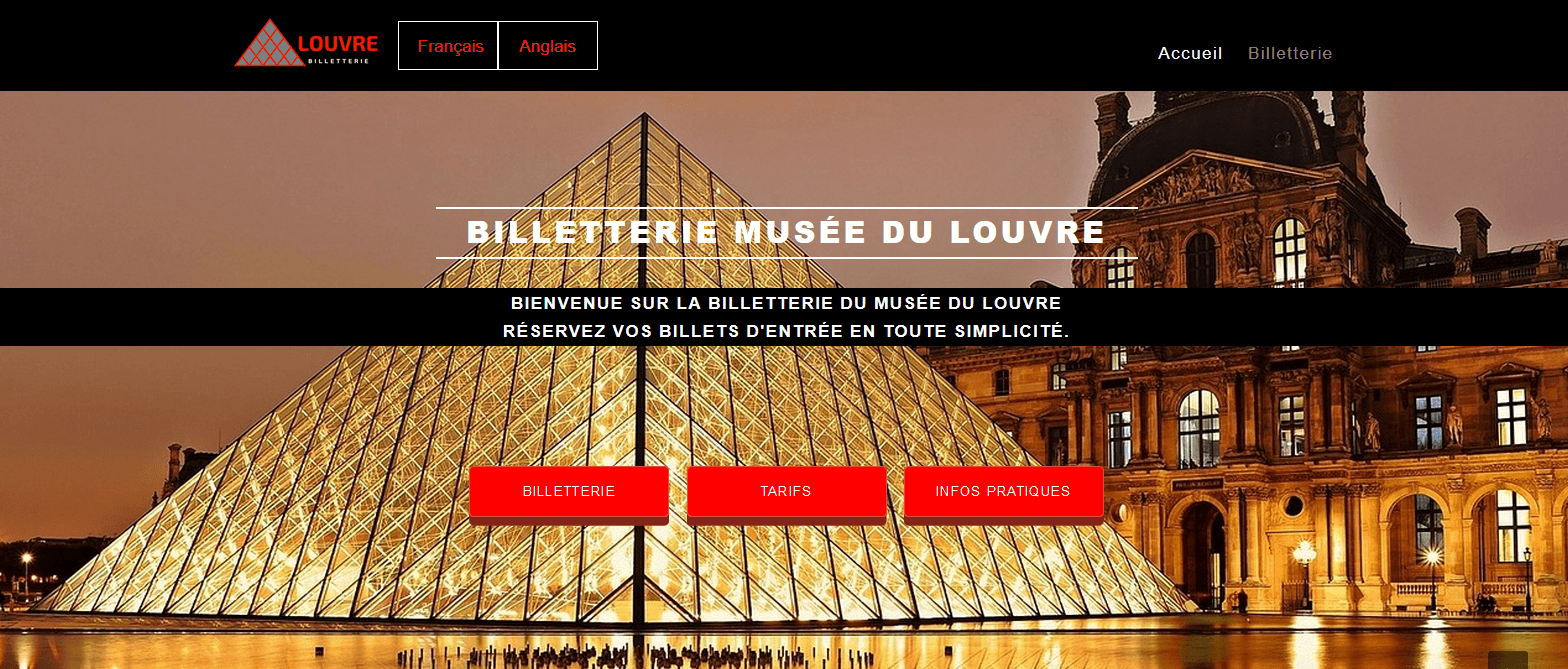 LOUVRE
BILLETTERIE
Français
Anglais
Accueil
Billetterie
BILLETTERIE MUSÉE DU LOUVRE
BIENVENUE SUR LA BILLETTERIE DU MUSÉE DU LOUVRE
RÉSERVEZ VOS BILLETS D'ENTRÉE EN TOUTE SIMPLICITÉ.
BILLETTERIE
TARIFS
INFOS PRATIQUES